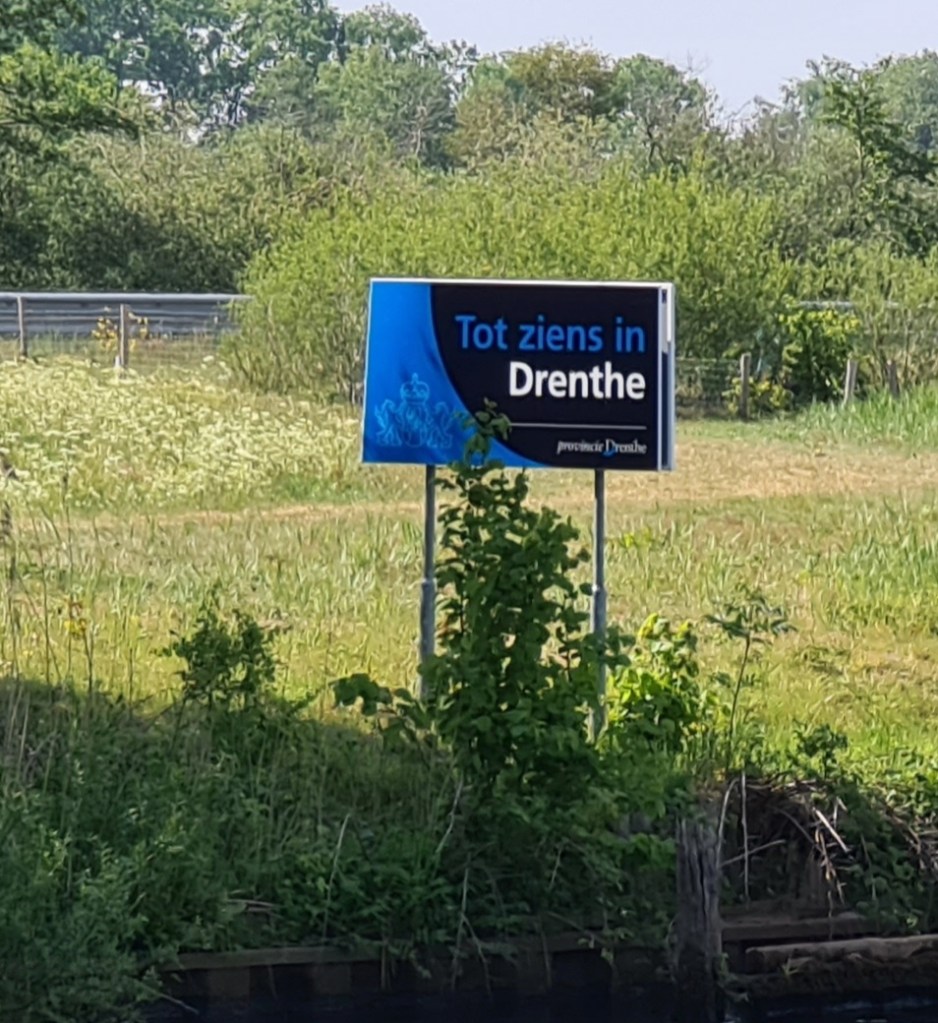 Tot ziens in
Drenthe
provincie Drenthe